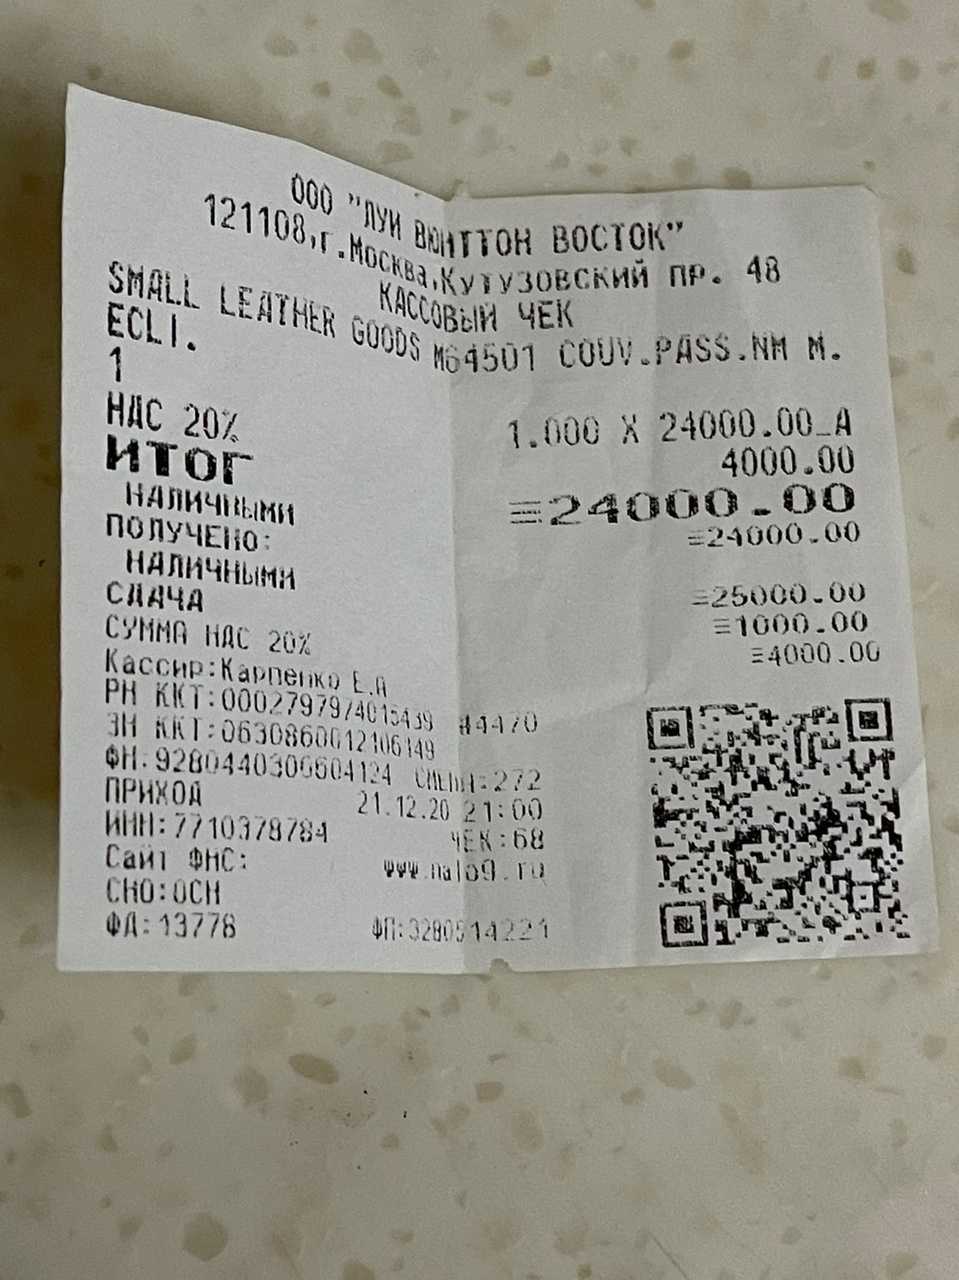 ООО "ЛУИ ВЮИТТОН ВОСТОК"
121108,г.Москва,Кутузовский пр. 48
КАССОВЫЙ ЧЕК
SMALL LEATHER GOODS M64501 COUV.PASS.NM M.
ECLI.
1
1.000 X 24000.00_А
НДС 20% 4000.00
ИТОГ ≡24000.00
НАЛИЧНЫМИ ≡24000.00
ПОЛУЧЕНО:
НАЛИЧНЫМИ ≡25000.00
СДАЧА ≡1000.00
СУММА НДС 20% ≡4000.00
Кассир:Карпенко Е.А #4470
РН ККТ:0002797974015439
ЗН ККТ:0630860012106149
ФН:9280440300604124 СМЕНА:272
ПРИХОД 21.12.20 21:00
ИНН:7710378784 ЧЕК:68
Сайт ФНС: www.nalog.ru
СНО:ОСН
ФД:13778 ФП:3280514221